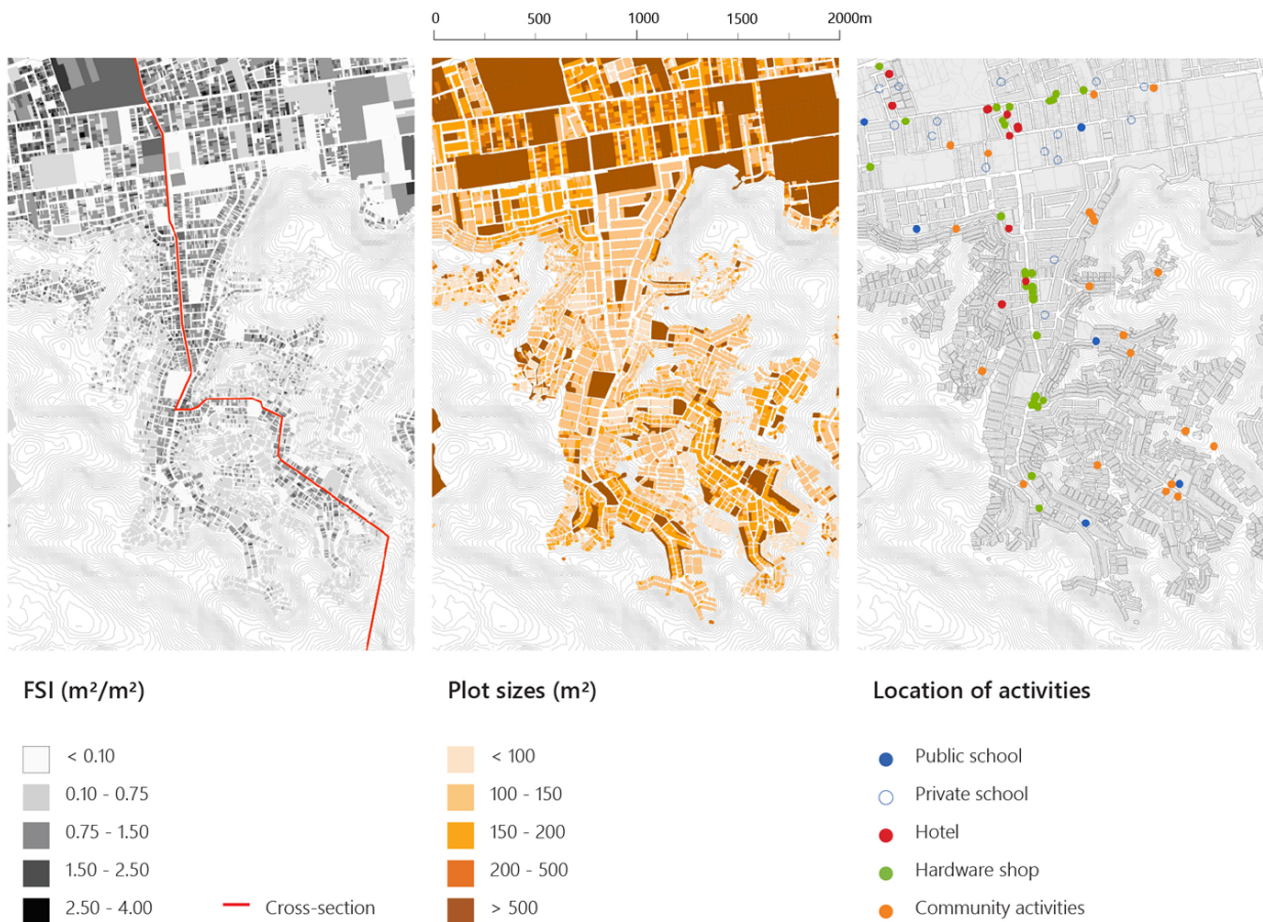 0 500 1000 1500 2000m
FSI (m²/m²)
< 0.10
0.10 - 0.75
0.75 - 1.50
1.50 - 2.50
2.50 - 4.00
Cross-section
Plot sizes (m²)
< 100
100 - 150
150 - 200
200 - 500
> 500
Location of activities
Public school
Private school
Hotel
Hardware shop
Community activities